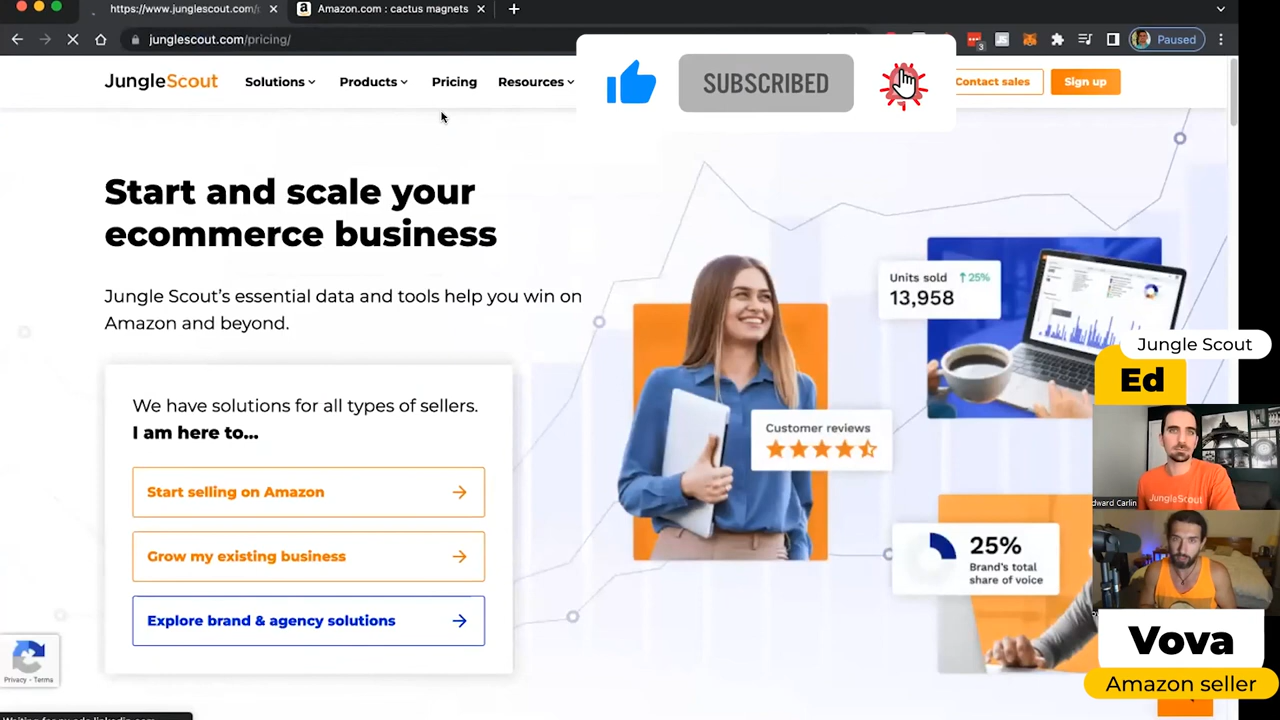 https://www.junglescout.com/
Amazon.com : cactus magnets
junglescout.com/pricing/
3
Paused
JungleScout
Solutions
Products
Pricing
Resources
SUBSCRIBED
Contact sales
Sign up
Start and scale your
ecommerce business
Jungle Scout's essential data and tools help you win on
Amazon and beyond.
We have solutions for all types of sellers.
I am here to...
Start selling on Amazon
Grow my existing business
Explore brand & agency solutions
Units sold
25%
13,958
Customer reviews
25%
Brand's total
share of voice
Jungle Scout
Ed
JungleScout
dward Carlin
Vova
Amazon seller
Privacy - Terms